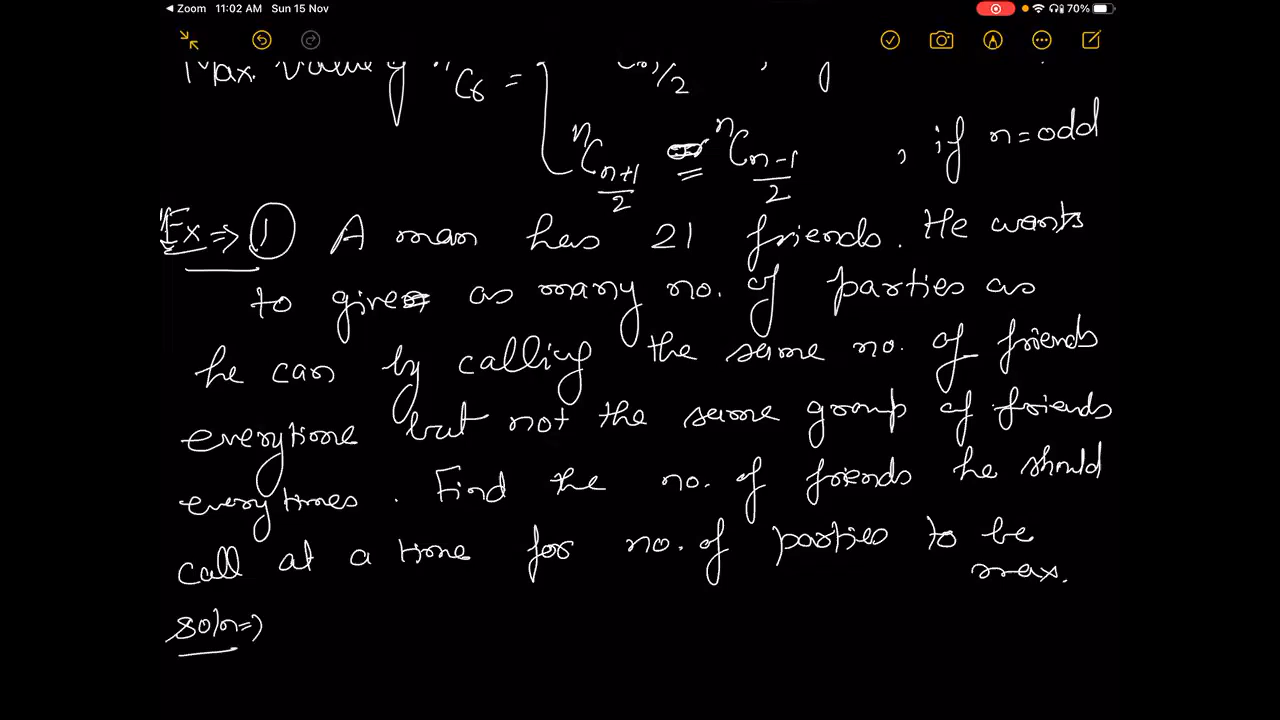 Zoom 11:02 AM Sun 15 Nov 70%
Max. Value of ⁿC₆ =
ⁿC_{n+1/2} = ⁿC_{n-1/2} , if n=odd
Ex => 1 A man has 21 friends. He wants
to give as many no. of parties as
he can by calling the same no. of friends
everytime but not the same group of friends
everytimes. Find the no. of friends he should
call at a time for no. of parties to be
max.
soln=>